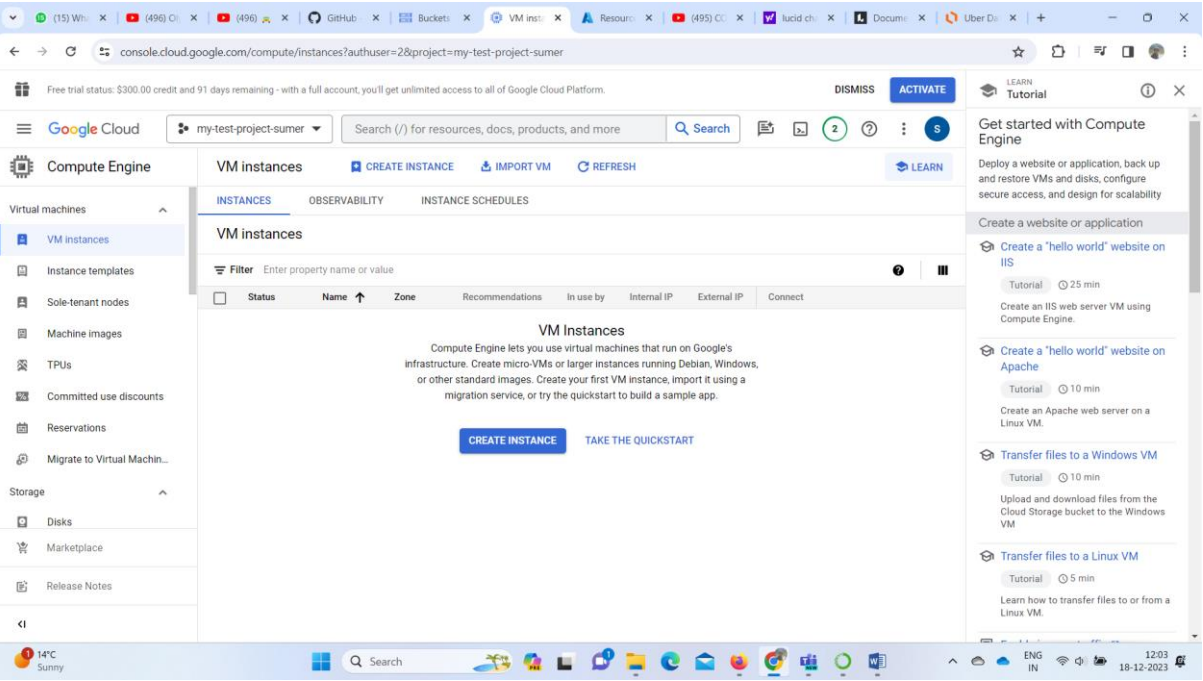 (15) Wha
(496) Ol
(496)
GitHub
Buckets
VM insta
Resourc
(495) CC
lucid cha
Docume
Uber Da
console.cloud.google.com/compute/instances?authuser=2&project=my-test-project-sumer
Free trial status: $300.00 credit and 91 days remaining - with a full account, you'll get unlimited access to all of Google Cloud Platform.
DISMISS
ACTIVATE
Google Cloud
my-test-project-sumer
Search (/) for resources, docs, products, and more
Search
2
S
Compute Engine
Virtual machines
VM instances
Instance templates
Sole-tenant nodes
Machine images
TPUs
Committed use discounts
Reservations
Migrate to Virtual Machin...
Storage
Disks
Marketplace
Release Notes
VM instances
CREATE INSTANCE
IMPORT VM
REFRESH
LEARN
INSTANCES
OBSERVABILITY
INSTANCE SCHEDULES
VM instances
Filter Enter property name or value
Status Name Zone Recommendations In use by Internal IP External IP Connect
VM Instances
Compute Engine lets you use virtual machines that run on Google's
infrastructure. Create micro-VMs or larger instances running Debian, Windows,
or other standard images. Create your first VM instance, import it using a
migration service, or try the quickstart to build a sample app.
CREATE INSTANCE
TAKE THE QUICKSTART
LEARN
Tutorial
Get started with Compute
Engine
Deploy a website or application, back up
and restore VMs and disks, configure
secure access, and design for scalability
Create a website or application
Create a "hello world" website on
IIS
Tutorial 25 min
Create an IIS web server VM using
Compute Engine.
Create a "hello world" website on
Apache
Tutorial 10 min
Create an Apache web server on a
Linux VM.
Transfer files to a Windows VM
Tutorial 10 min
Upload and download files from the
Cloud Storage bucket to the Windows
VM
Transfer files to a Linux VM
Tutorial 5 min
Learn how to transfer files to or from a
Linux VM.
1
14°C
Sunny
Search
ENG
IN
12:03
18-12-2023